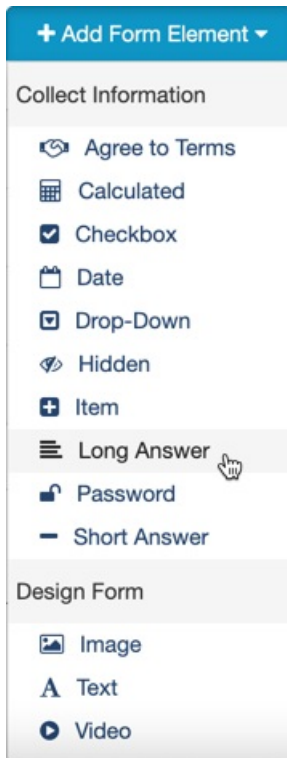 + Add Form Element
Collect Information
Agree to Terms
Calculated
Checkbox
Date
Drop-Down
Hidden
Item
Long Answer
Password
Short Answer
Design Form
Image
A Text
Video